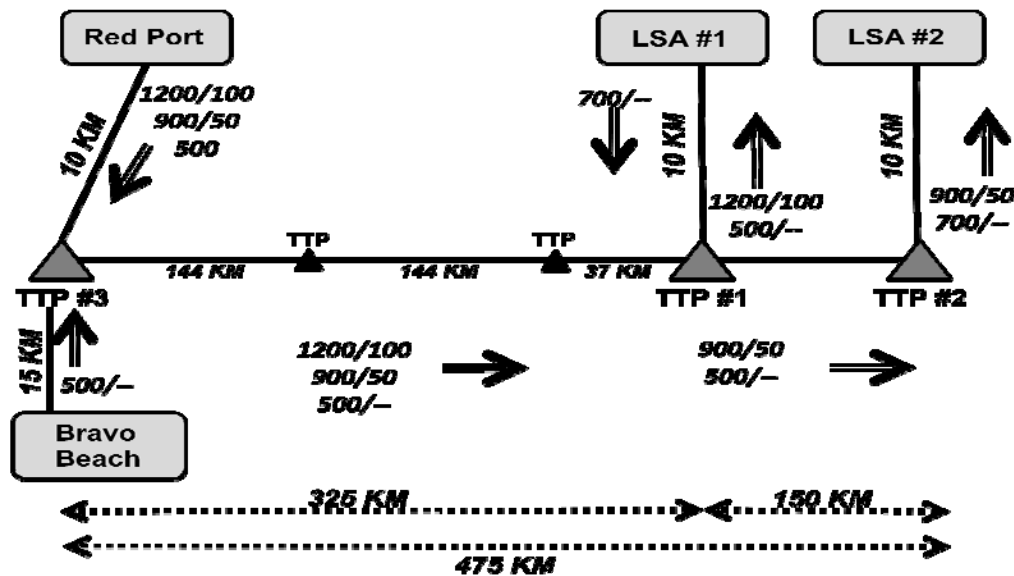 Red Port
LSA #1
LSA #2
1200/100
900/50
500
10 KM
700/--
10 KM
1200/100
500/--
10 KM
900/50
700/--
TTP
TTP
144 KM
144 KM
37 KM
TTP #3
TTP #1
TTP #2
15 KM
500/--
1200/100
900/50
500/--
900/50
500/--
Bravo
Beach
325 KM
150 KM
475 KM